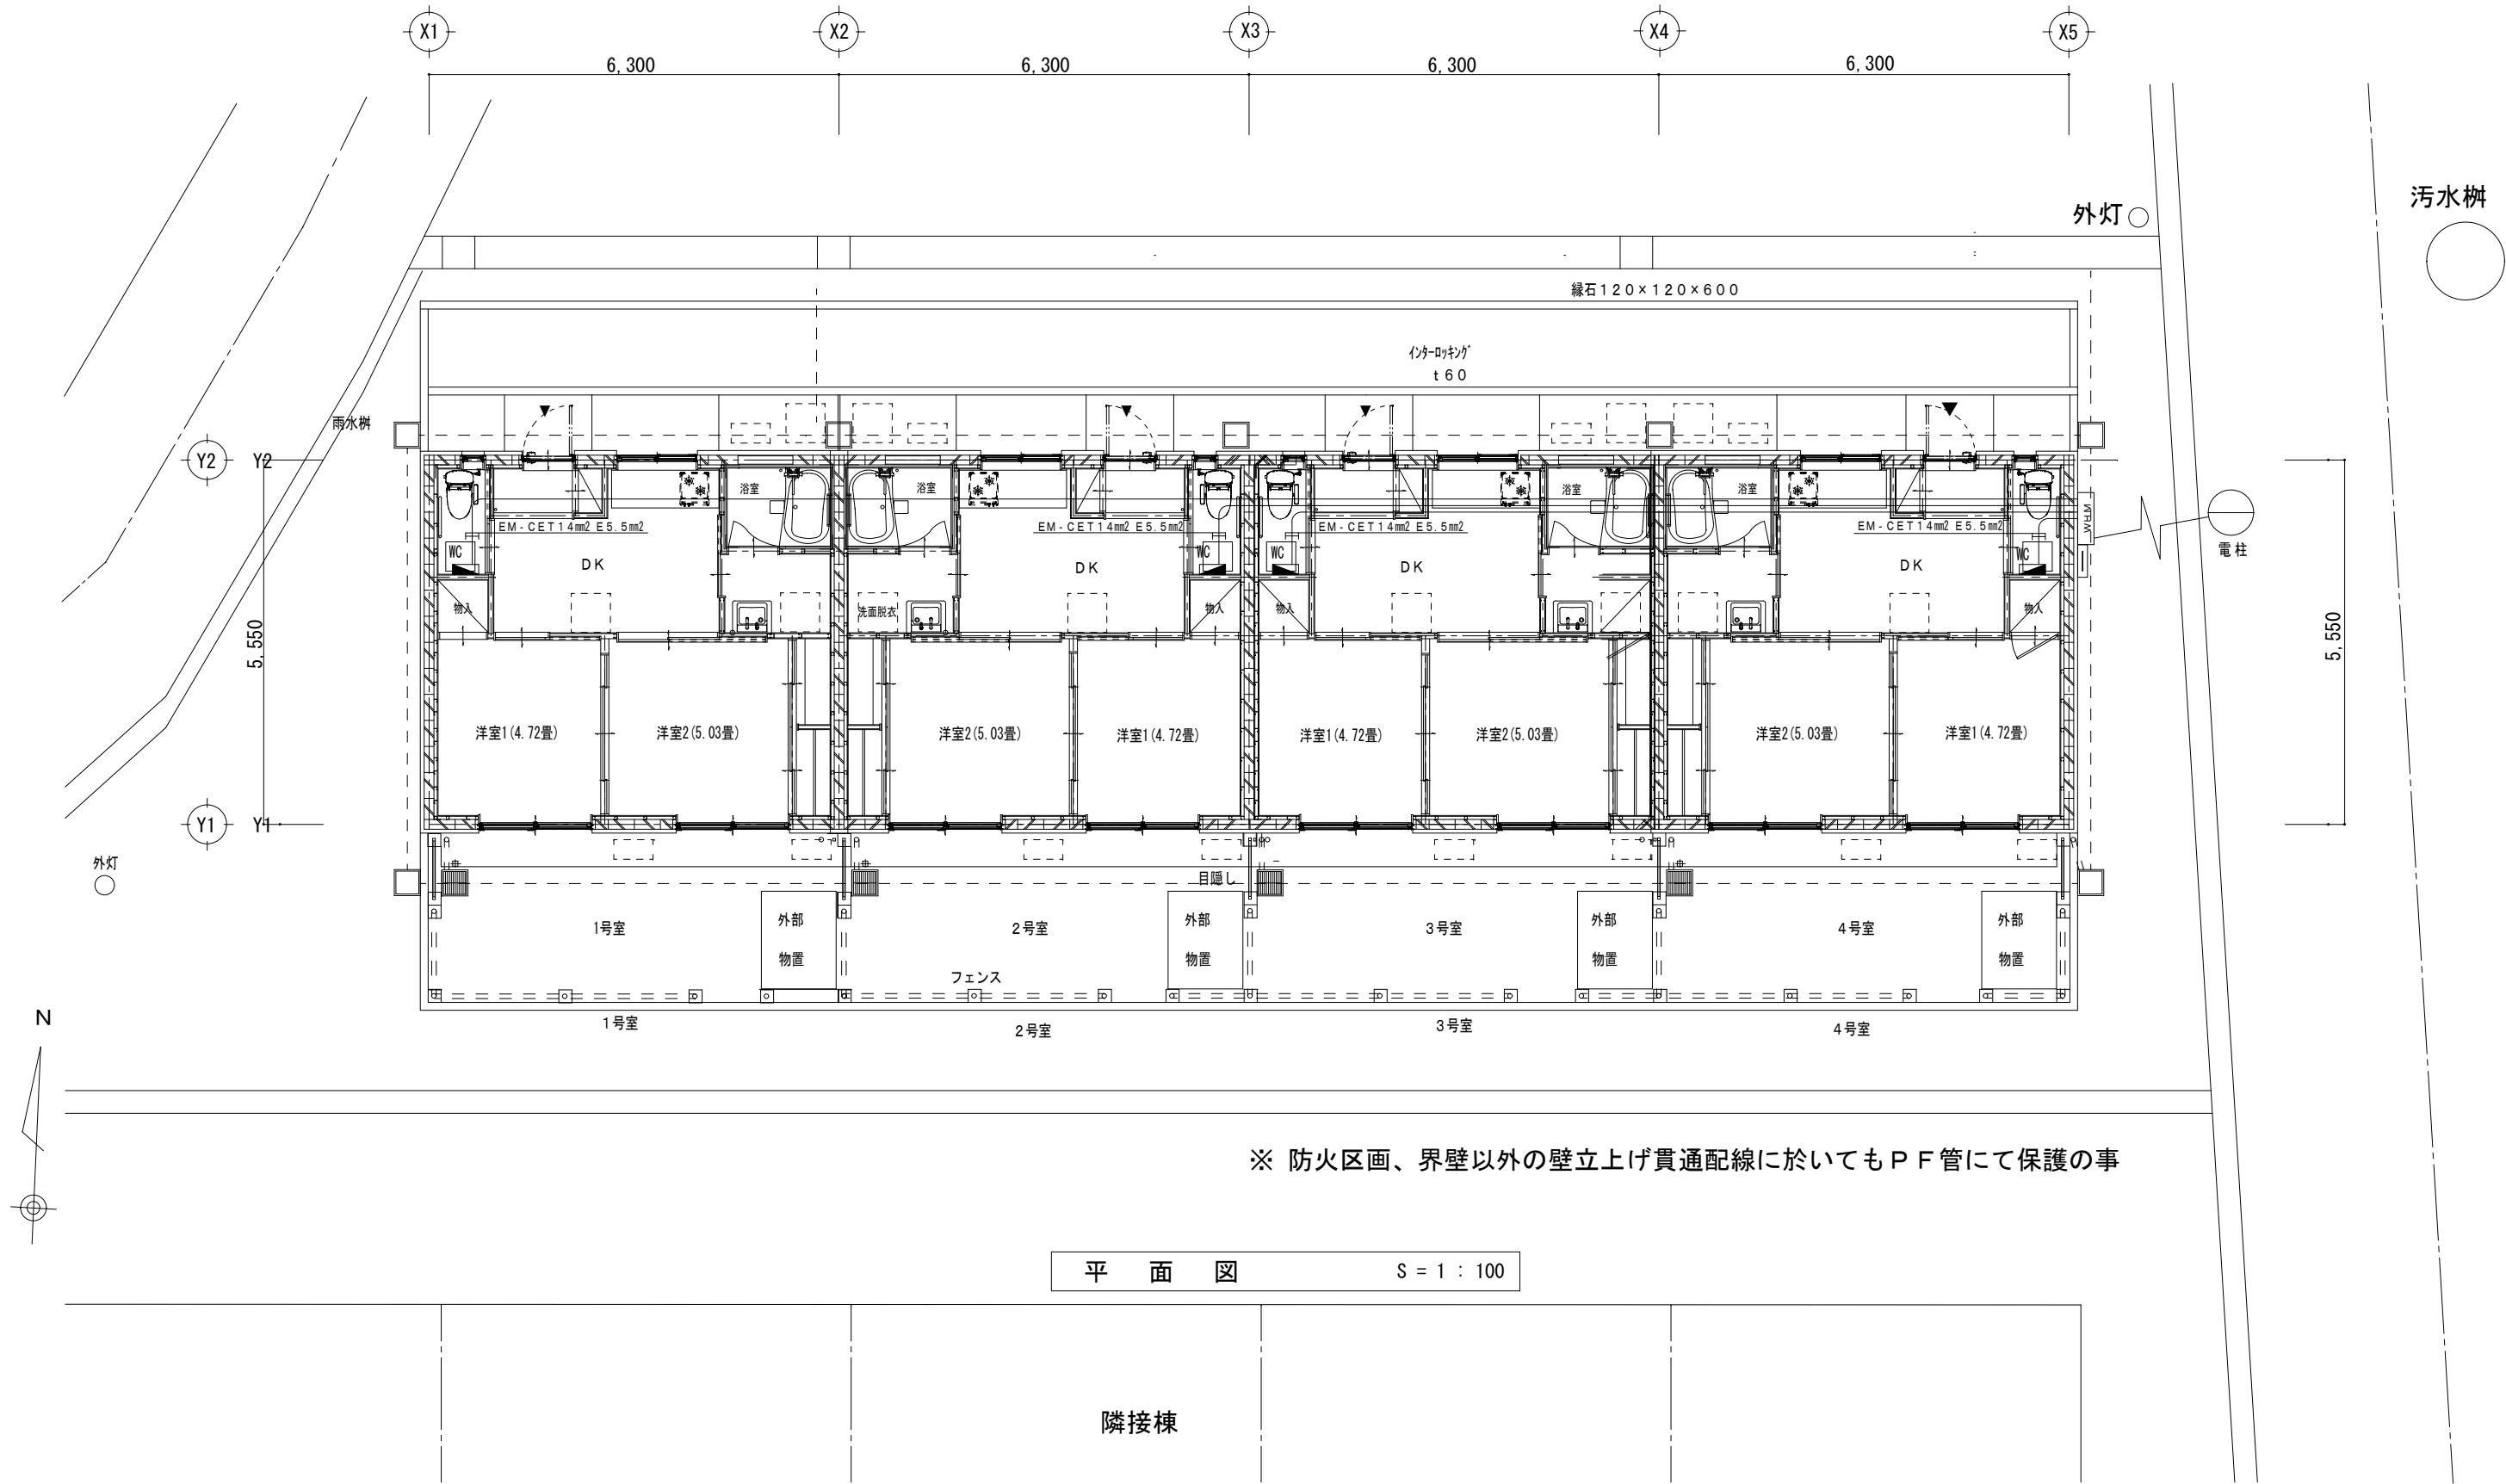 X1
X2
X3
X4
X5
6,300
6,300
6,300
6,300
汚水桝
外灯
縁石120×120×600
インターロッキング
t60
雨水桝
Y2
Y2
浴室
浴室
浴室
浴室
EM-CET14㎟ E5.5㎟
EM-CET14㎟ E5.5㎟
EM-CET14㎟ E5.5㎟
EM-CET14㎟ E5.5㎟
WC
WC
WC
WC
電柱
DK
DK
DK
DK
物入
洗面脱衣
物入
物入
物入
5,550
5,550
洋室1(4.72畳)
洋室2(5.03畳)
洋室2(5.03畳)
洋室1(4.72畳)
洋室1(4.72畳)
洋室2(5.03畳)
洋室2(5.03畳)
洋室1(4.72畳)
Y1
Y1
外灯
目隠し
1号室
外部
物置
2号室
外部
物置
3号室
外部
物置
4号室
外部
物置
フェンス
1号室
2号室
3号室
4号室
N
※ 防火区画、界壁以外の壁立上げ貫通配線に於いてもPF管にて保護の事
平 面 図 S = 1 : 100
隣接棟